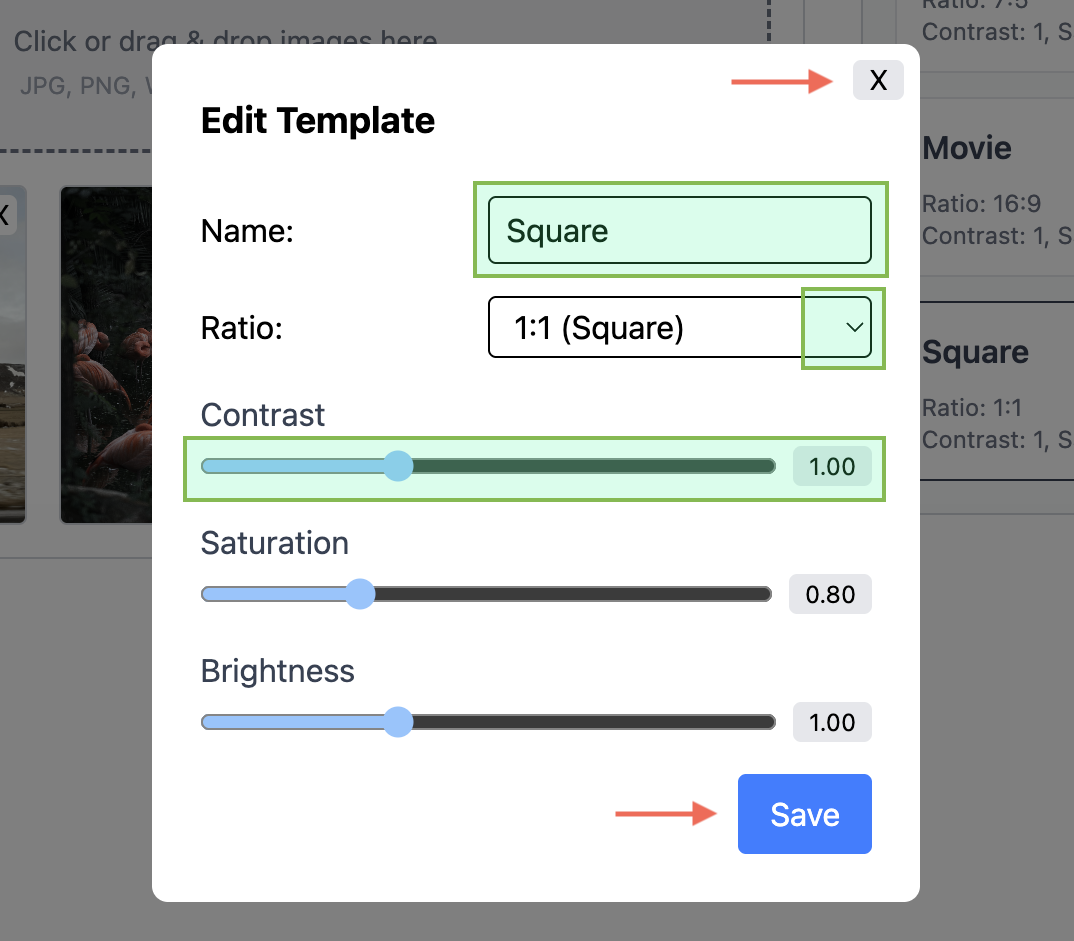 Click or drag & drop images here
JPG, PNG,
Ratio: 7:5
Contrast: 1, S
X
Edit Template
Movie
Ratio: 16:9
Contrast: 1, S
X
Name:
Square
Ratio:
1:1 (Square)
Square
Ratio: 1:1
Contrast: 1, S
Contrast
1.00
Saturation
0.80
Brightness
1.00
Save